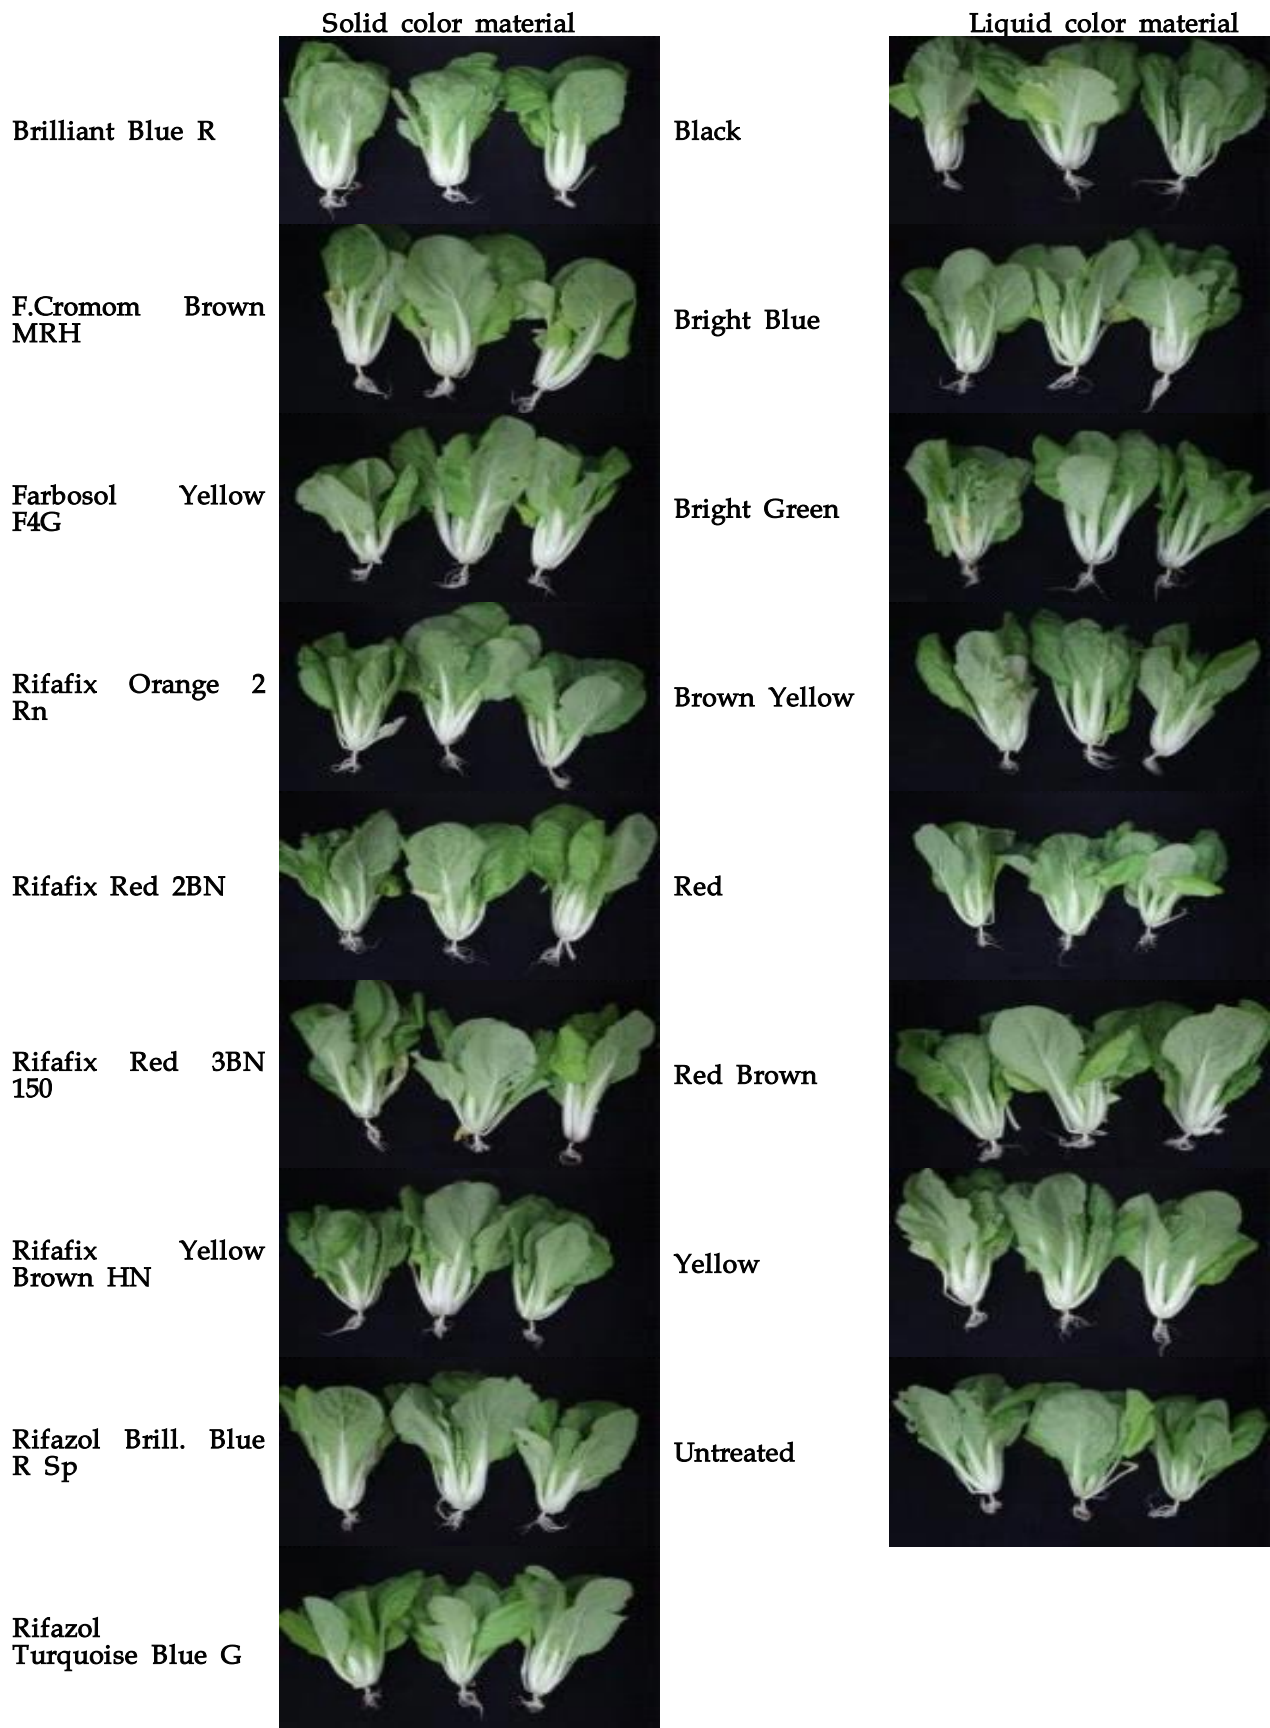 Solid color material
Liquid color material
Brilliant Blue R
Black
F.Cromom Brown
MRH
Bright Blue
Farbosol Yellow
F4G
Bright Green
Rifafix Orange 2
Rn
Brown Yellow
Rifafix Red 2BN
Red
Rifafix Red 3BN
150
Red Brown
Rifafix Yellow
Brown HN
Yellow
Rifazol Brill. Blue
R Sp
Untreated
Rifazol
Turquoise Blue G